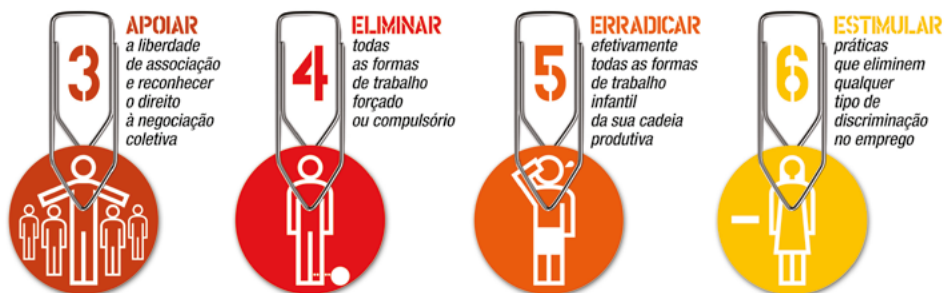 3
APOIAR
a liberdade
de associação
e reconhecer
o direito
à negociação
coletiva
4
ELIMINAR
todas
as formas
de trabalho
forçado
ou compulsório
5
ERRADICAR
efetivamente
todas as formas
de trabalho
infantil
da sua cadeia
produtiva
6
ESTIMULAR
práticas
que eliminem
qualquer
tipo de
discriminação
no emprego